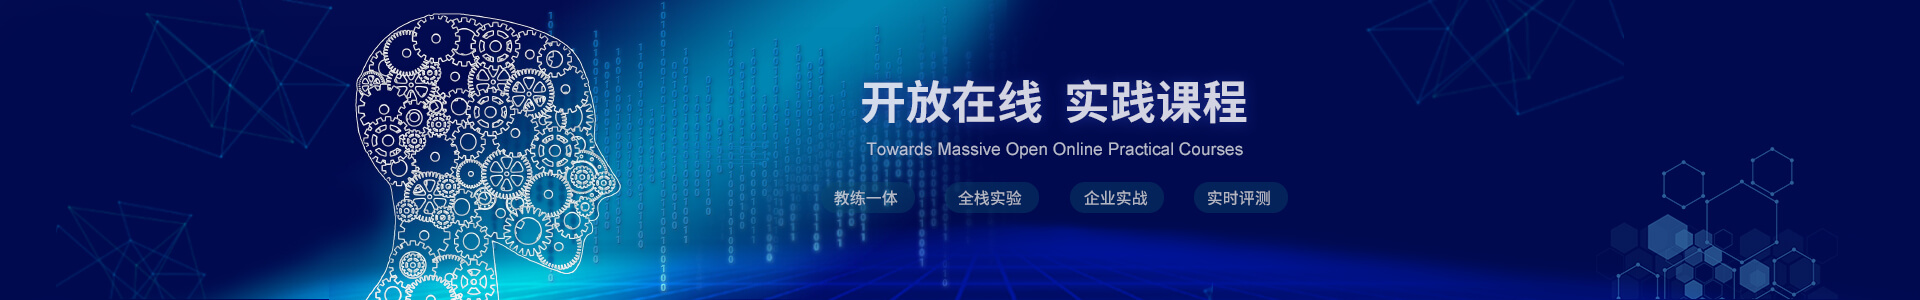 开放在线 实践课程
Towards Massive Open Online Practical Courses
教练一体 全栈实验 企业实战 实时评测